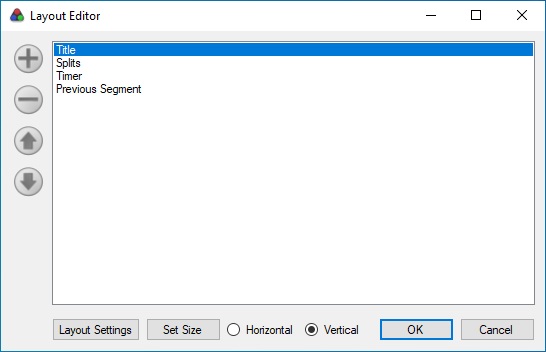 Layout Editor
Title
Splits
Timer
Previous Segment
Layout Settings Set Size Horizontal Vertical OK Cancel